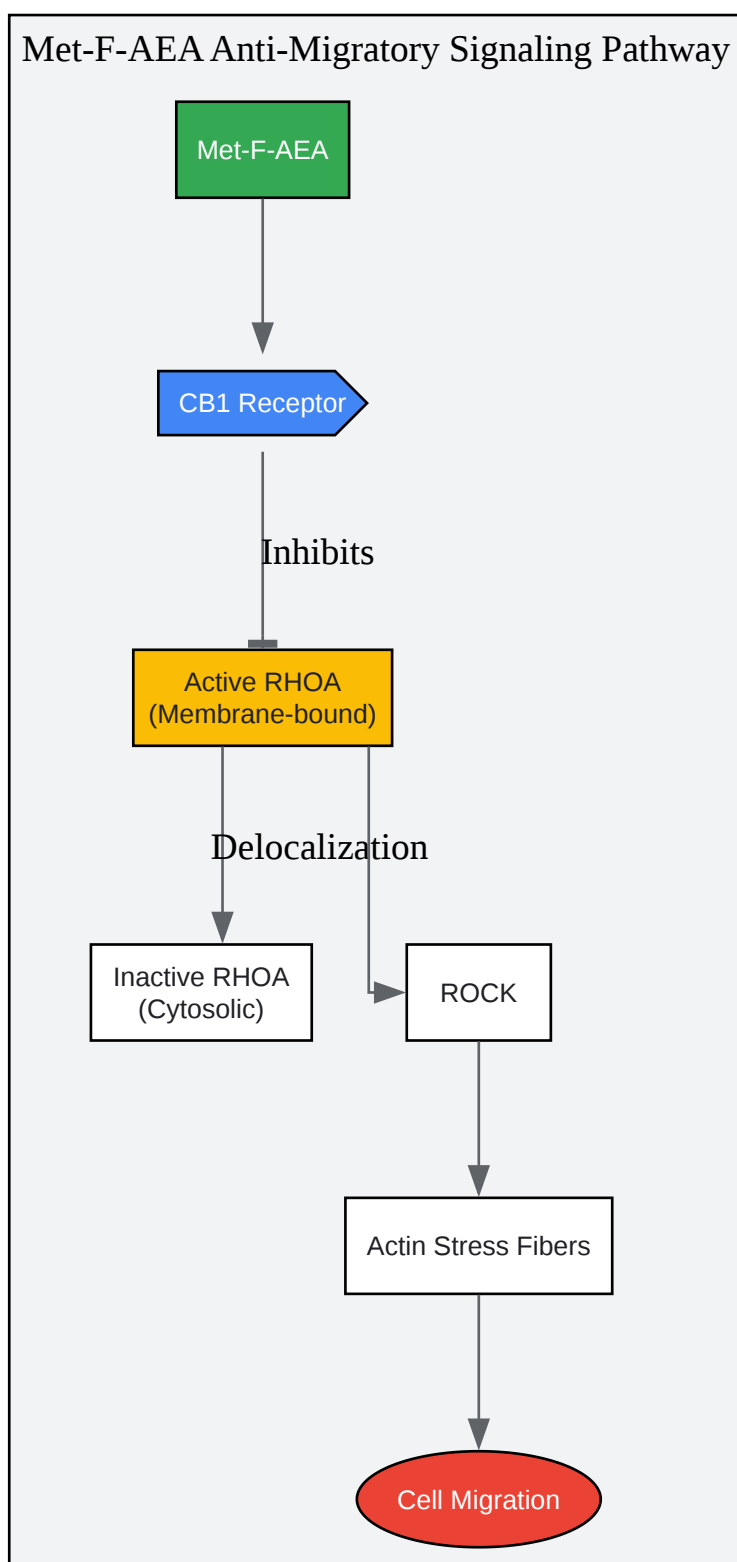 Met-F-AEA Anti-Migratory Signaling Pathway
Met-F-AEA
CB1 Receptor
Inhibits
Active RHOA
(Membrane-bound)
Delocalization
Inactive RHOA
(Cytosolic)
ROCK
Actin Stress Fibers
Cell Migration